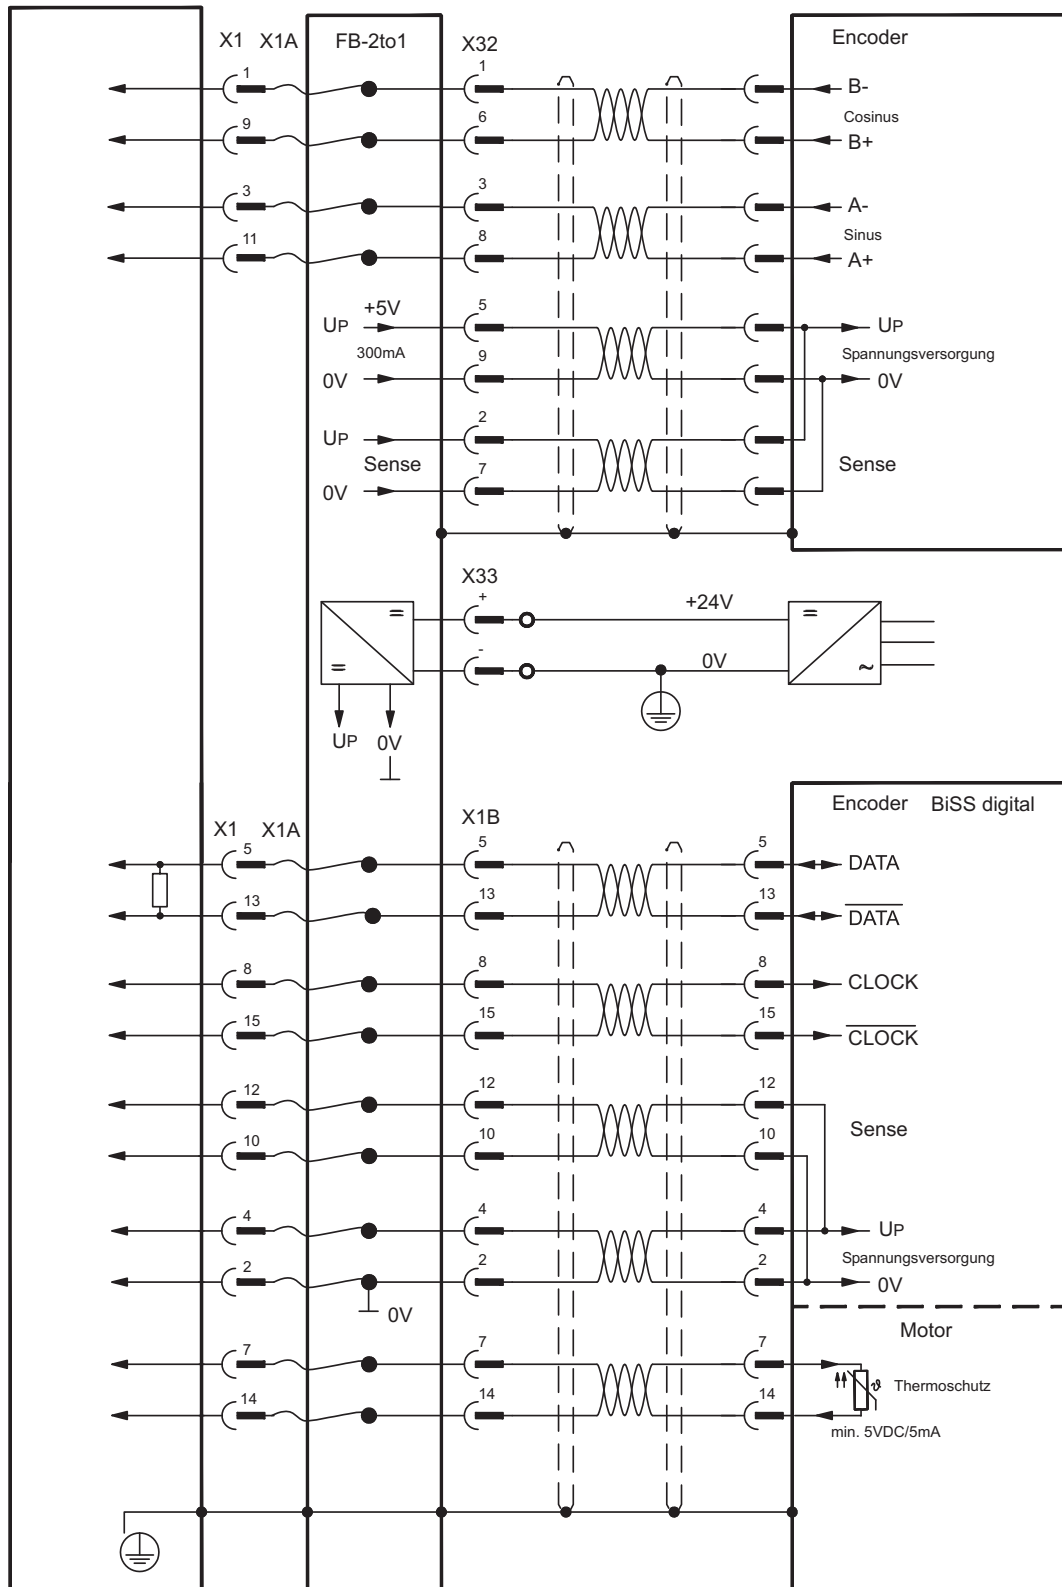 X1 X1A FB-2to1 X32 Encoder
1 1 B-
Cosinus
9 6 B+
3 3 A-
Sinus
11 8 A+
+5V 5
UP UP
300mA 9 Spannungsversorgung
0V 0V
2
UP
Sense 7 Sense
0V
X33
+ +24V
=
- 0V
= ~
UP 0V
Encoder BiSS digital
X1 X1A X1B
5 5 5 DATA
13 13 13 DATA
8 8 8 CLOCK
15 15 15 CLOCK
12 12 12
Sense
10 10 10
4 4 4 UP
Spannungsversorgung
2 2 2 0V
0V
Motor
7 7 7
ϑ Thermoschutz
14 14 14
min. 5VDC/5mA